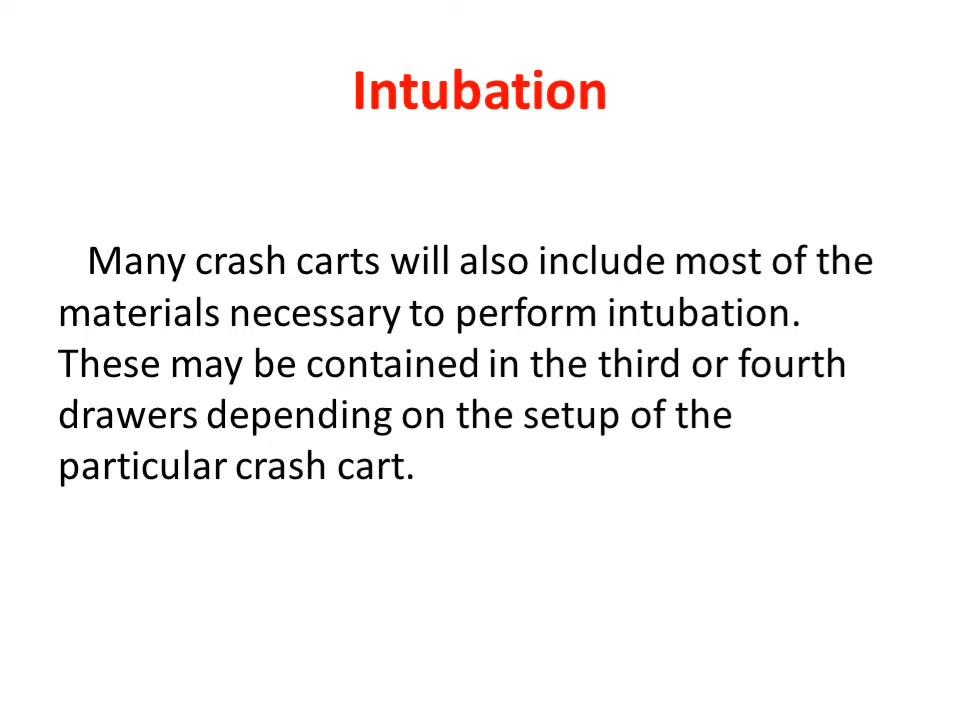 Intubation
Many crash carts will also include most of the
materials necessary to perform intubation.
These may be contained in the third or fourth
drawers depending on the setup of the
particular crash cart.